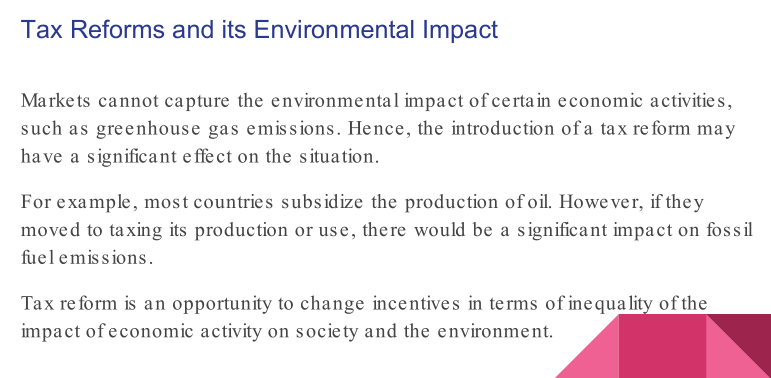 Tax Reforms and its Environmental Impact
Markets cannot capture the environmental impact of certain economic activities,
such as greenhouse gas emissions. Hence, the introduction of a tax reform may
have a significant effect on the situation.
For example, most countries subsidize the production of oil. However, if they
moved to taxing its production or use, there would be a significant impact on fossil
fuel emissions.
Tax reform is an opportunity to change incentives in terms of inequality of the
impact of economic activity on society and the environment.